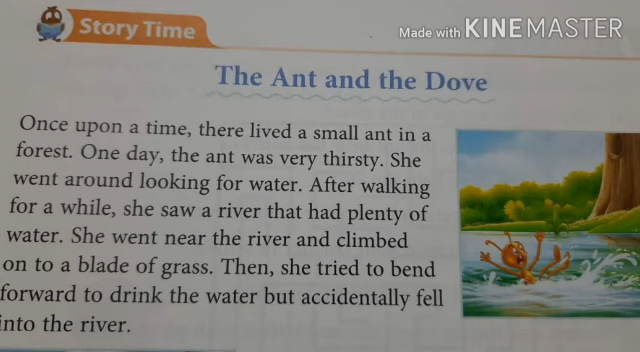 Story Time
Made with KINEMASTER
The Ant and the Dove
Once upon a time, there lived a small ant in a
forest. One day, the ant was very thirsty. She
went around looking for water. After walking
for a while, she saw a river that had plenty of
water. She went near the river and climbed
on to a blade of grass. Then, she tried to bend
forward to drink the water but accidentally fell
into the river.